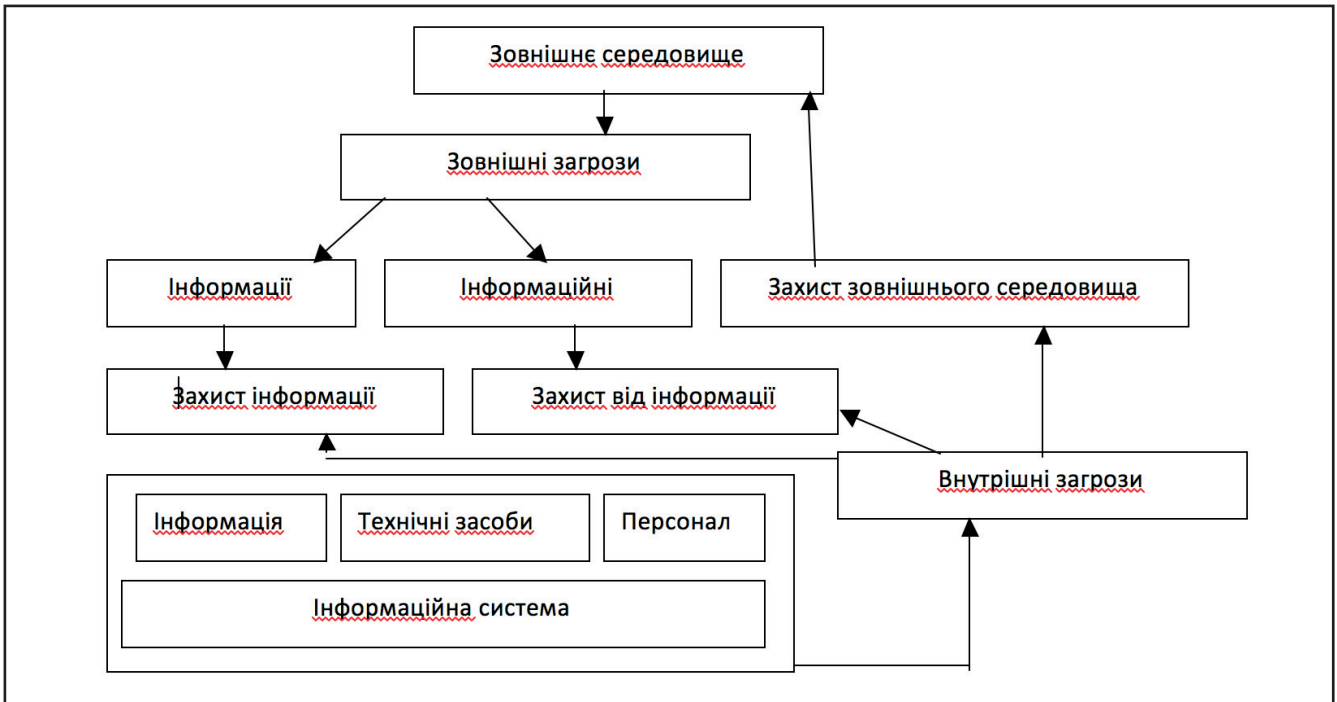 Зовнішнє середовище
Зовнішні загрози
Інформації
Інформаційні
Захист зовнішнього середовища
Захист інформації
Захист від інформації
Внутрішні загрози
Інформація
Технічні засоби
Персонал
Інформаційна система